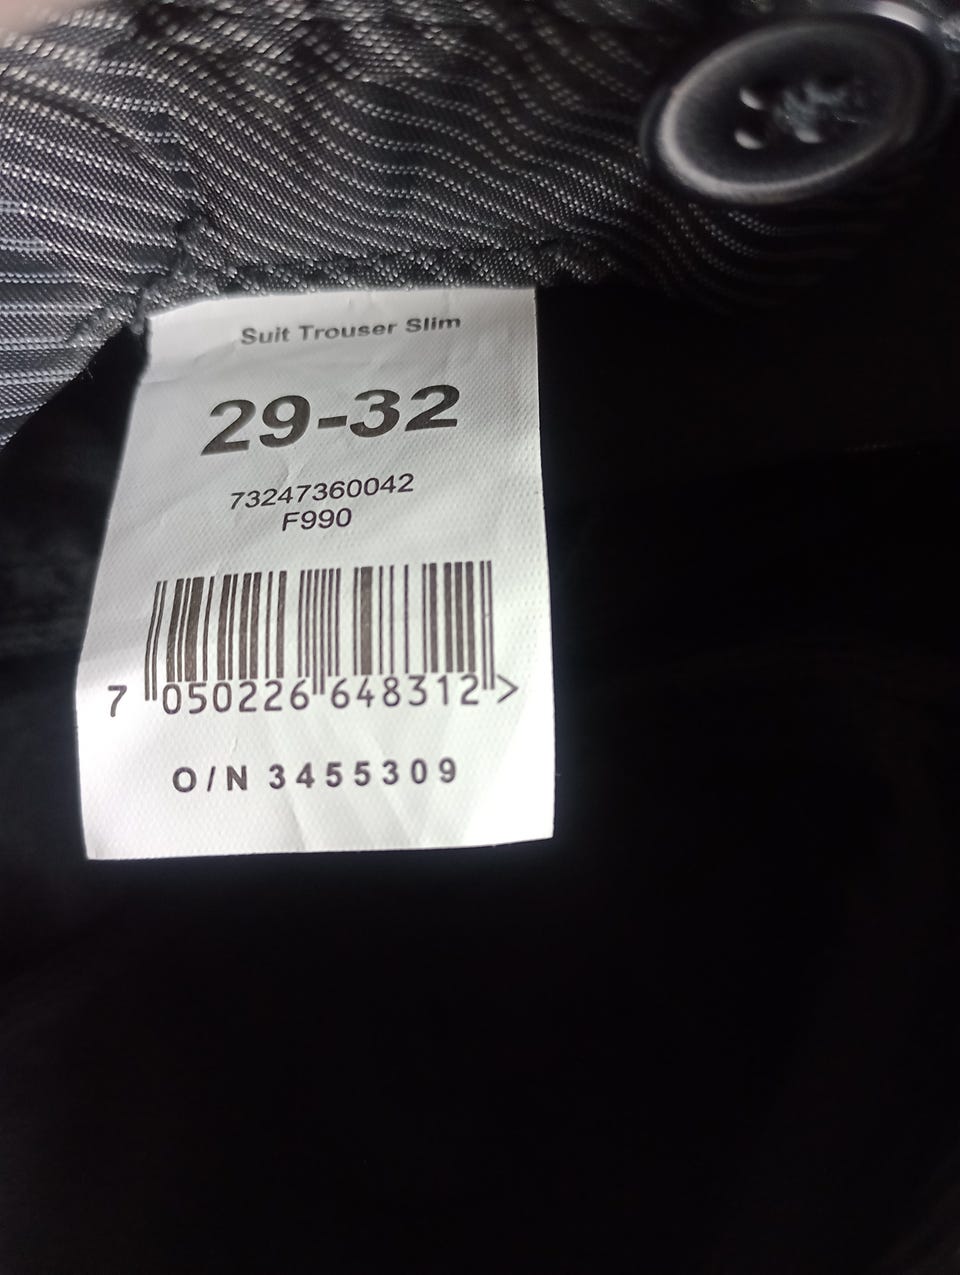 Suit Trouser Slim
29-32
73247360042
F990
7 050226 648312 >
O/N 3455309